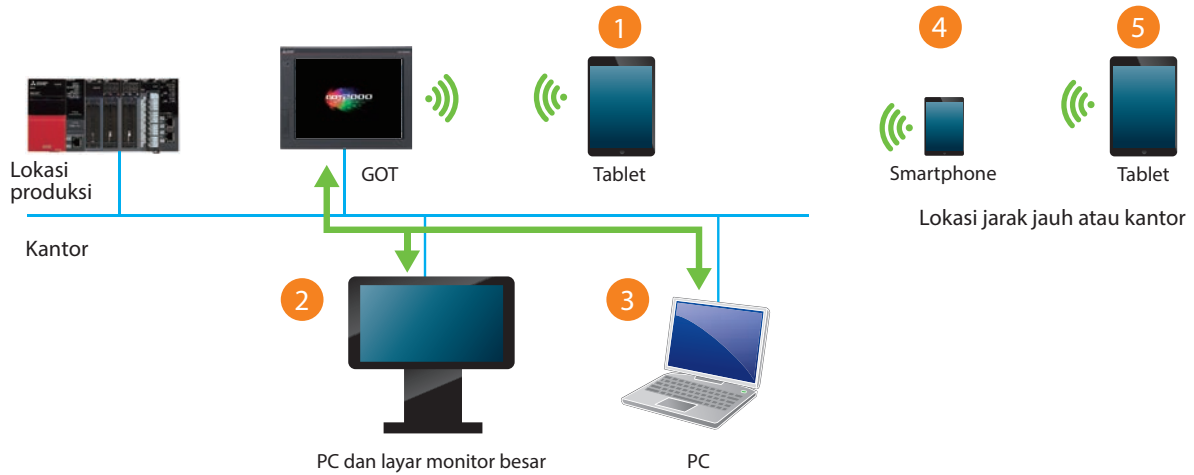 1
4
5
GOT2000
Lokasi
produksi
GOT
Tablet
Smartphone
Tablet
Lokasi jarak jauh atau kantor
Kantor
2
3
PC dan layar monitor besar
PC